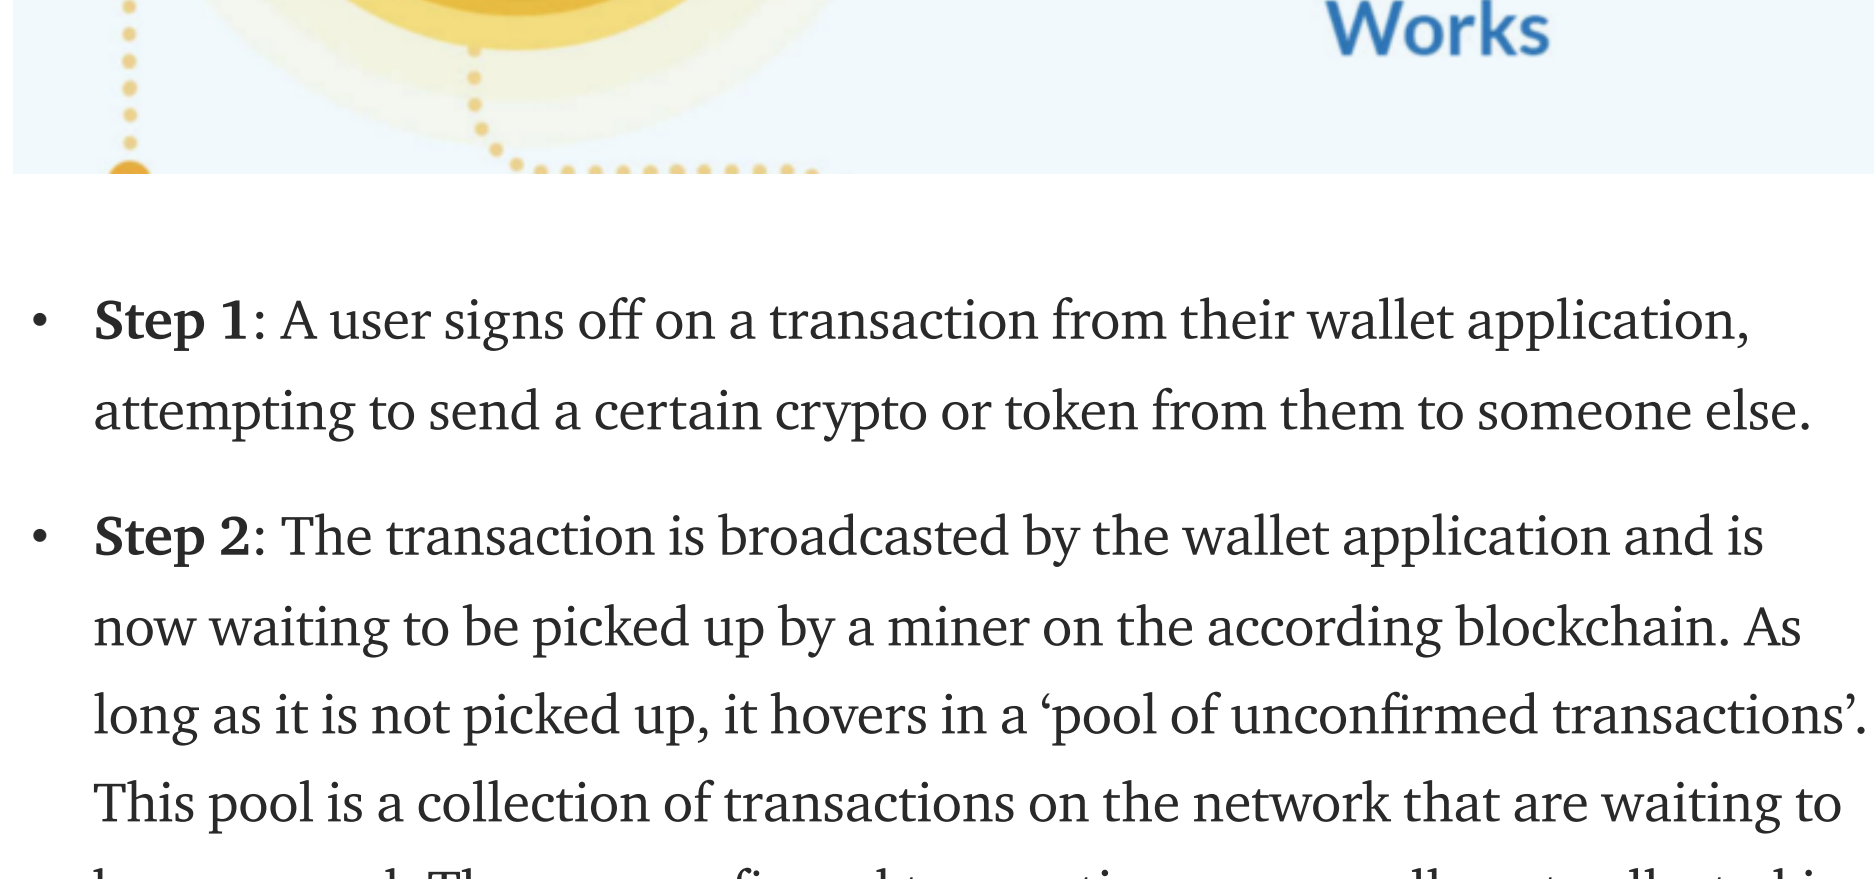 Works
• Step 1: A user signs off on a transaction from their wallet application,
attempting to send a certain crypto or token from them to someone else.
• Step 2: The transaction is broadcasted by the wallet application and is
now waiting to be picked up by a miner on the according blockchain. As
long as it is not picked up, it hovers in a ‘pool of unconfirmed transactions’.
This pool is a collection of transactions on the network that are waiting to